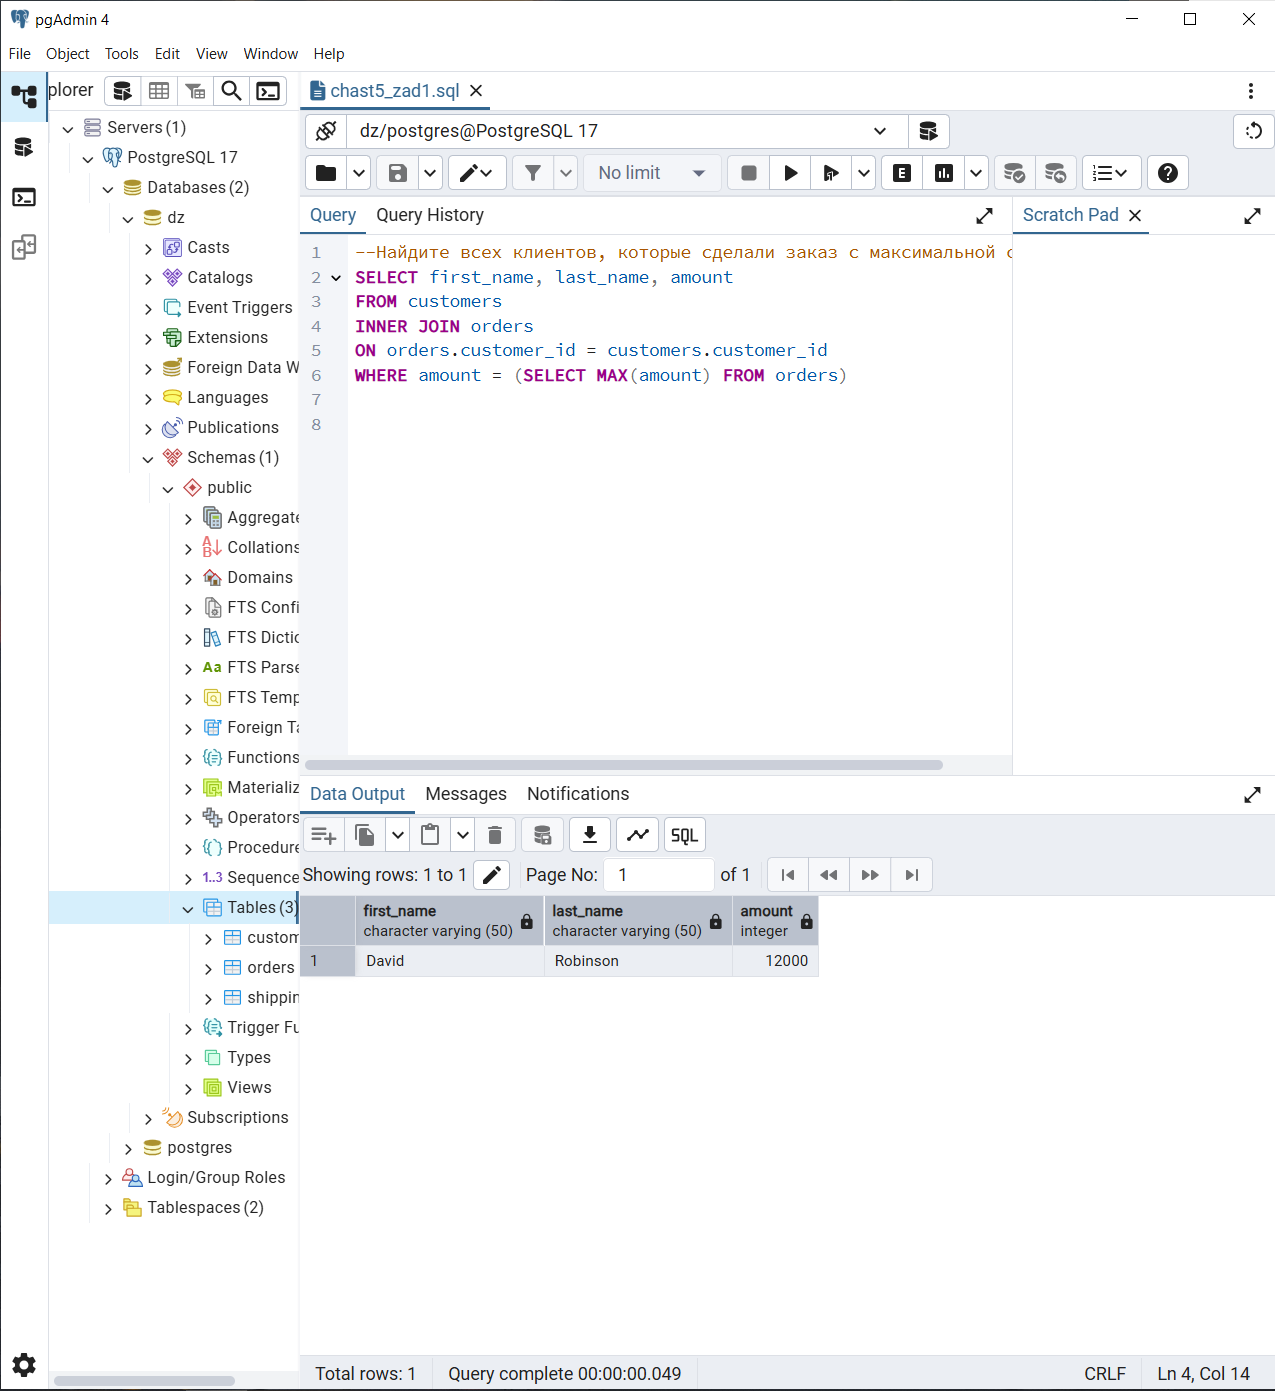 pgAdmin 4
File Object Tools Edit View Window Help
plorer
chast5_zad1.sql
Servers (1)
PostgreSQL 17
Databases (2)
dz
Casts
Catalogs
Event Triggers
Extensions
Foreign Data W
Languages
Publications
Schemas (1)
public
Aggregate
Collations
Domains
FTS Confi
FTS Dictio
FTS Parse
FTS Temp
Foreign Ta
Functions
Materializ
Operators
Procedure
1..3 Sequence
Tables (3)
custom
orders
shippin
Trigger Fu
Types
Views
Subscriptions
postgres
Login/Group Roles
Tablespaces (2)
dz/postgres@PostgreSQL 17
No limit
E
Query Query History
Scratch Pad
1 --Найдите всех клиентов, которые сделали заказ с максимальной с
2 SELECT first_name, last_name, amount
3 FROM customers
4 INNER JOIN orders
5 ON orders.customer_id = customers.customer_id
6 WHERE amount = (SELECT MAX(amount) FROM orders)
7
8
Data Output Messages Notifications
SQL
Showing rows: 1 to 1 Page No: 1 of 1
first_name last_name amount
character varying (50) character varying (50) integer
1 David Robinson 12000
Total rows: 1 Query complete 00:00:00.049 CRLF Ln 4, Col 14